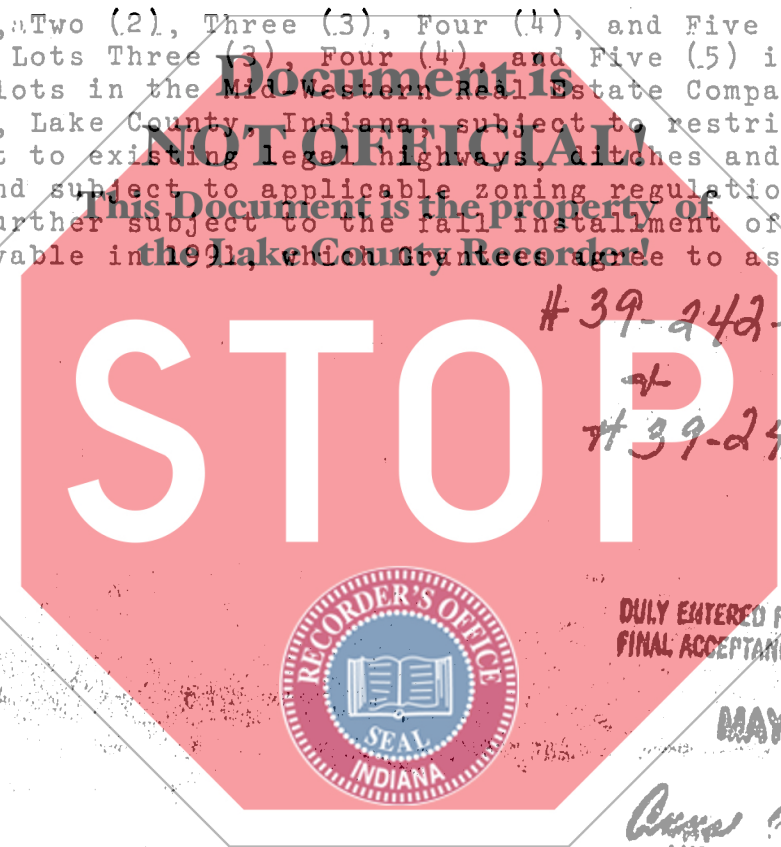 , Two (2), Three (3), Four (4), and Five
Lots Three (3), Four (4), and Five (5) i
lots in the Mid-Western Real Estate Compa
, Lake County, Indiana; subject to restri
t to existing legal highways, ditches and
nd subject to applicable zoning regulatio
urther subject to the fall installment of
yable in 1991, which Grantees agree to as
Document is
NOT OFFICIAL!
This Document is the property of
the Lake County Recorder!
# 39-242-
&
# 39-24
STOP
RECORDER'S OFFICE
SEAL
INDIANA
DULY ENTERED F
FINAL ACCEPTAN
MAY